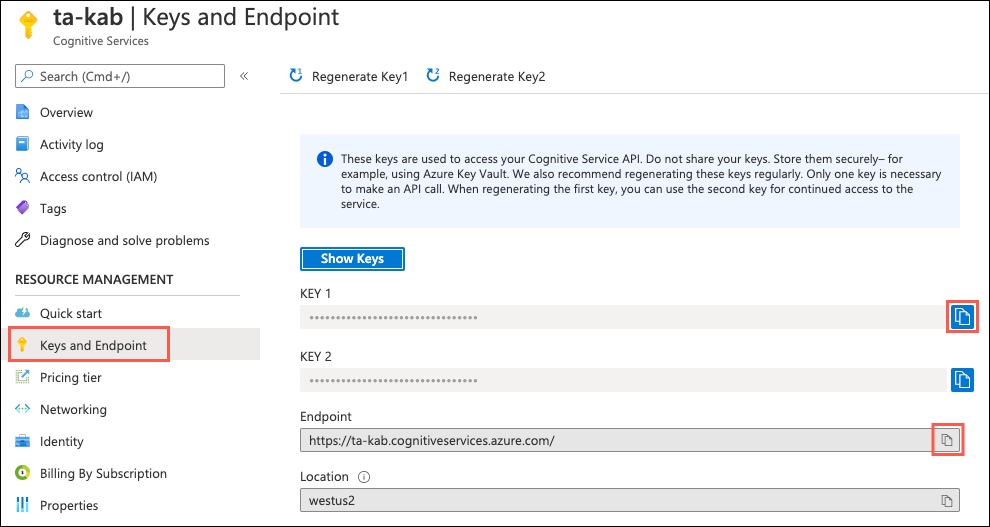 ta-kab | Keys and Endpoint
Cognitive Services
Search (Cmd+/)
«
Overview
Activity log
Access control (IAM)
Tags
Diagnose and solve problems
RESOURCE MANAGEMENT
Quick start
Keys and Endpoint
Pricing tier
Networking
Identity
Billing By Subscription
Properties
Regenerate Key1
Regenerate Key2
These keys are used to access your Cognitive Service API. Do not share your keys. Store them securely– for
example, using Azure Key Vault. We also recommend regenerating these keys regularly. Only one key is necessary
to make an API call. When regenerating the first key, you can use the second key for continued access to the
service.
Show Keys
KEY 1
••••••••••••••••••••••••••••••••
KEY 2
••••••••••••••••••••••••••••••••
Endpoint
https://ta-kab.cognitiveservices.azure.com/
Location
westus2